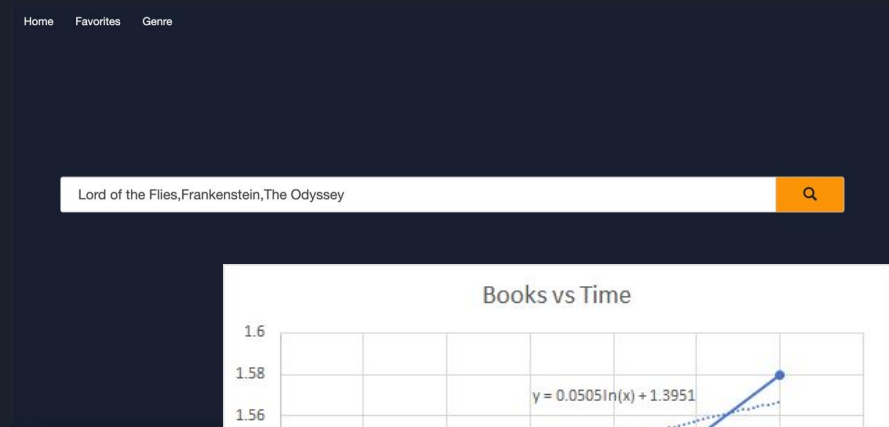 Home Favorites Genre
Lord of the Flies,Frankenstein,The Odyssey
Books vs Time
1.6
1.58
y = 0.0505ln(x) + 1.3951
1.56